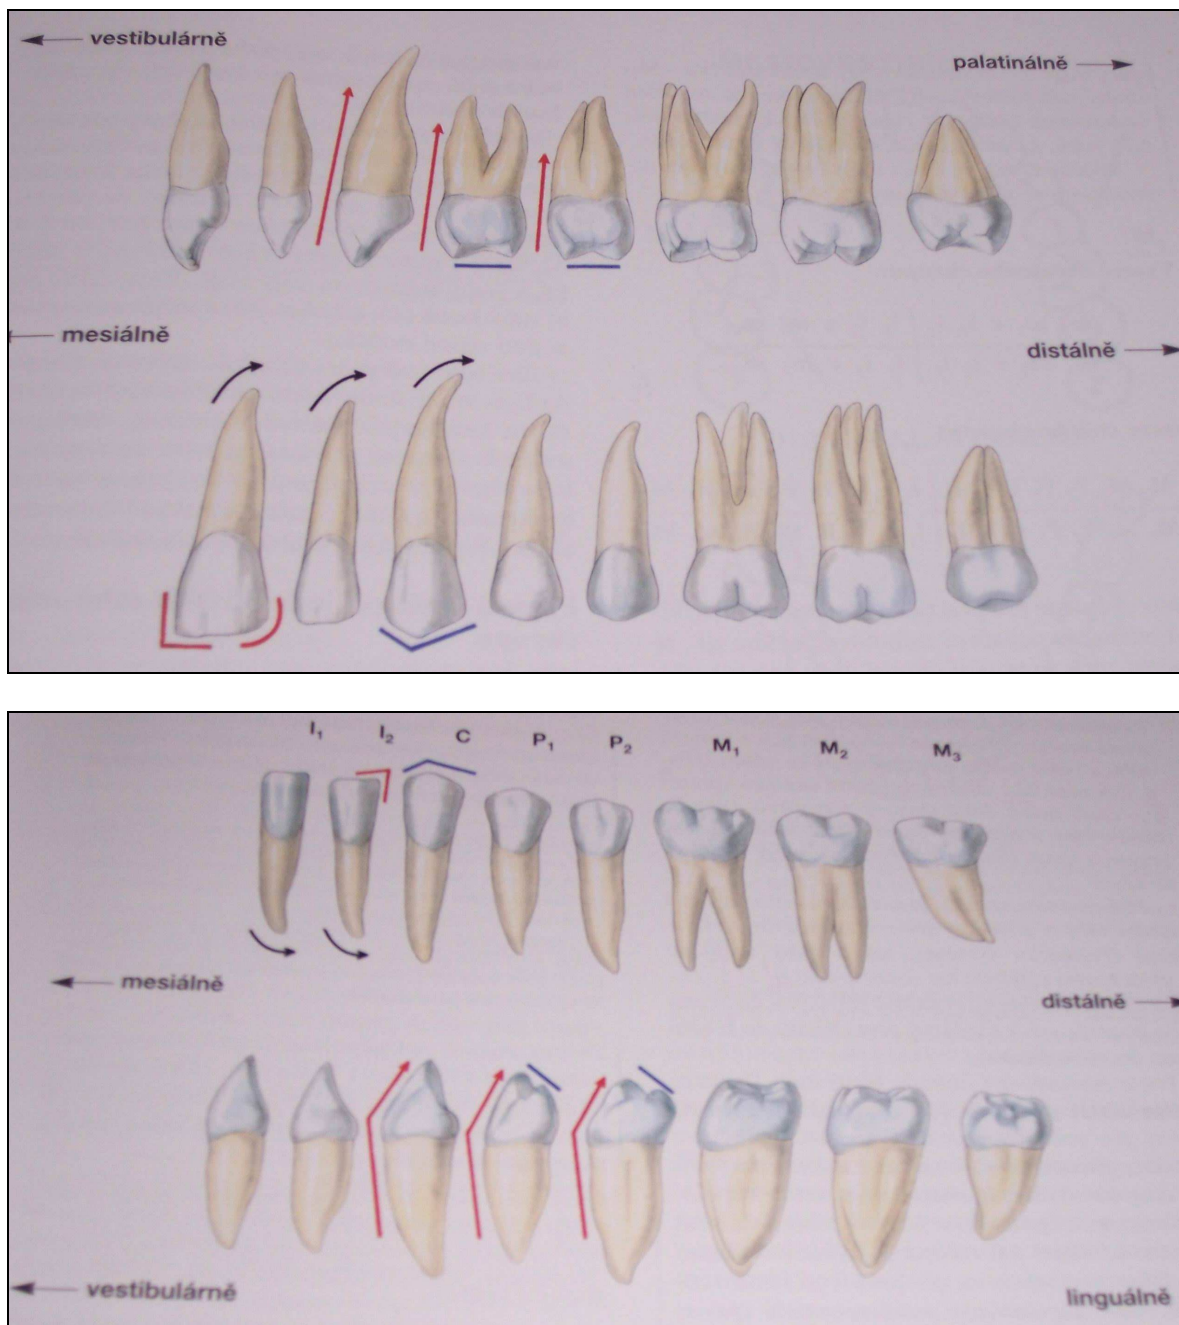 vestibulárně
palatinálně
mesiálně
distálně
I1 I2 C P1 P2 M1 M2 M3
mesiálně
distálně
vestibulárně
linguálně